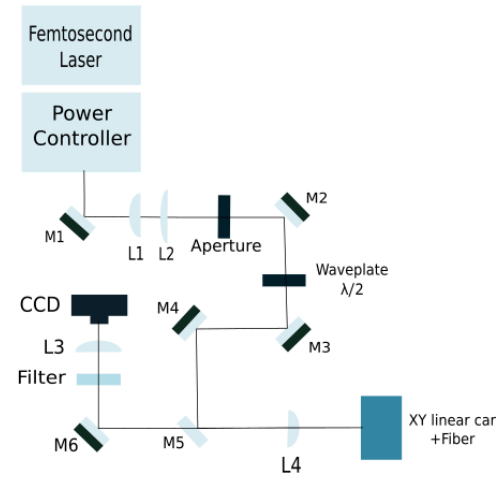 Femtosecond
Laser
Power
Controller
M1
L1
L2
Aperture
M2
Waveplate
λ/2
CCD
M4
M3
L3
Filter
M6
M5
L4
XY linear car
+Fiber